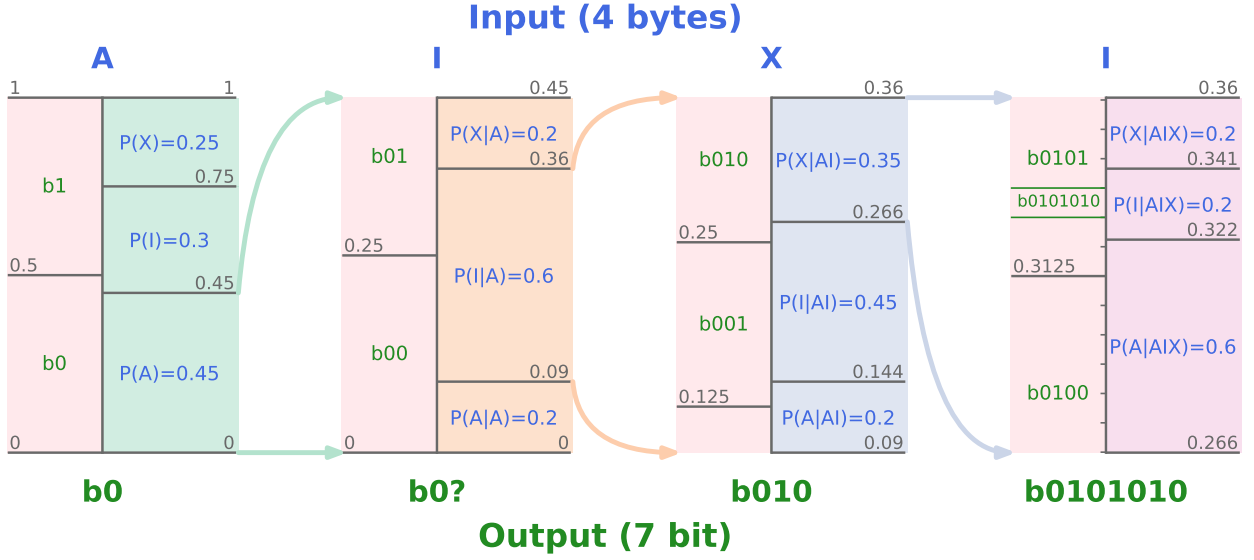 Input (4 bytes)
A
I
X
I
1
1
P(X)=0.25
0.75
b1
P(I)=0.3
0.5
0.45
b0
P(A)=0.45
0
0
0.45
P(X|A)=0.2
b01
0.36
0.25
P(I|A)=0.6
b00
0.09
P(A|A)=0.2
0
0
0.36
b010
P(X|AI)=0.35
0.266
0.25
P(I|AI)=0.45
b001
0.144
0.125
P(A|AI)=0.2
0.09
0.36
P(X|AIX)=0.2
b0101
0.341
b0101010
P(I|AIX)=0.2
0.322
0.3125
P(A|AIX)=0.6
b0100
0.266
b0
b0?
b010
b0101010
Output (7 bit)